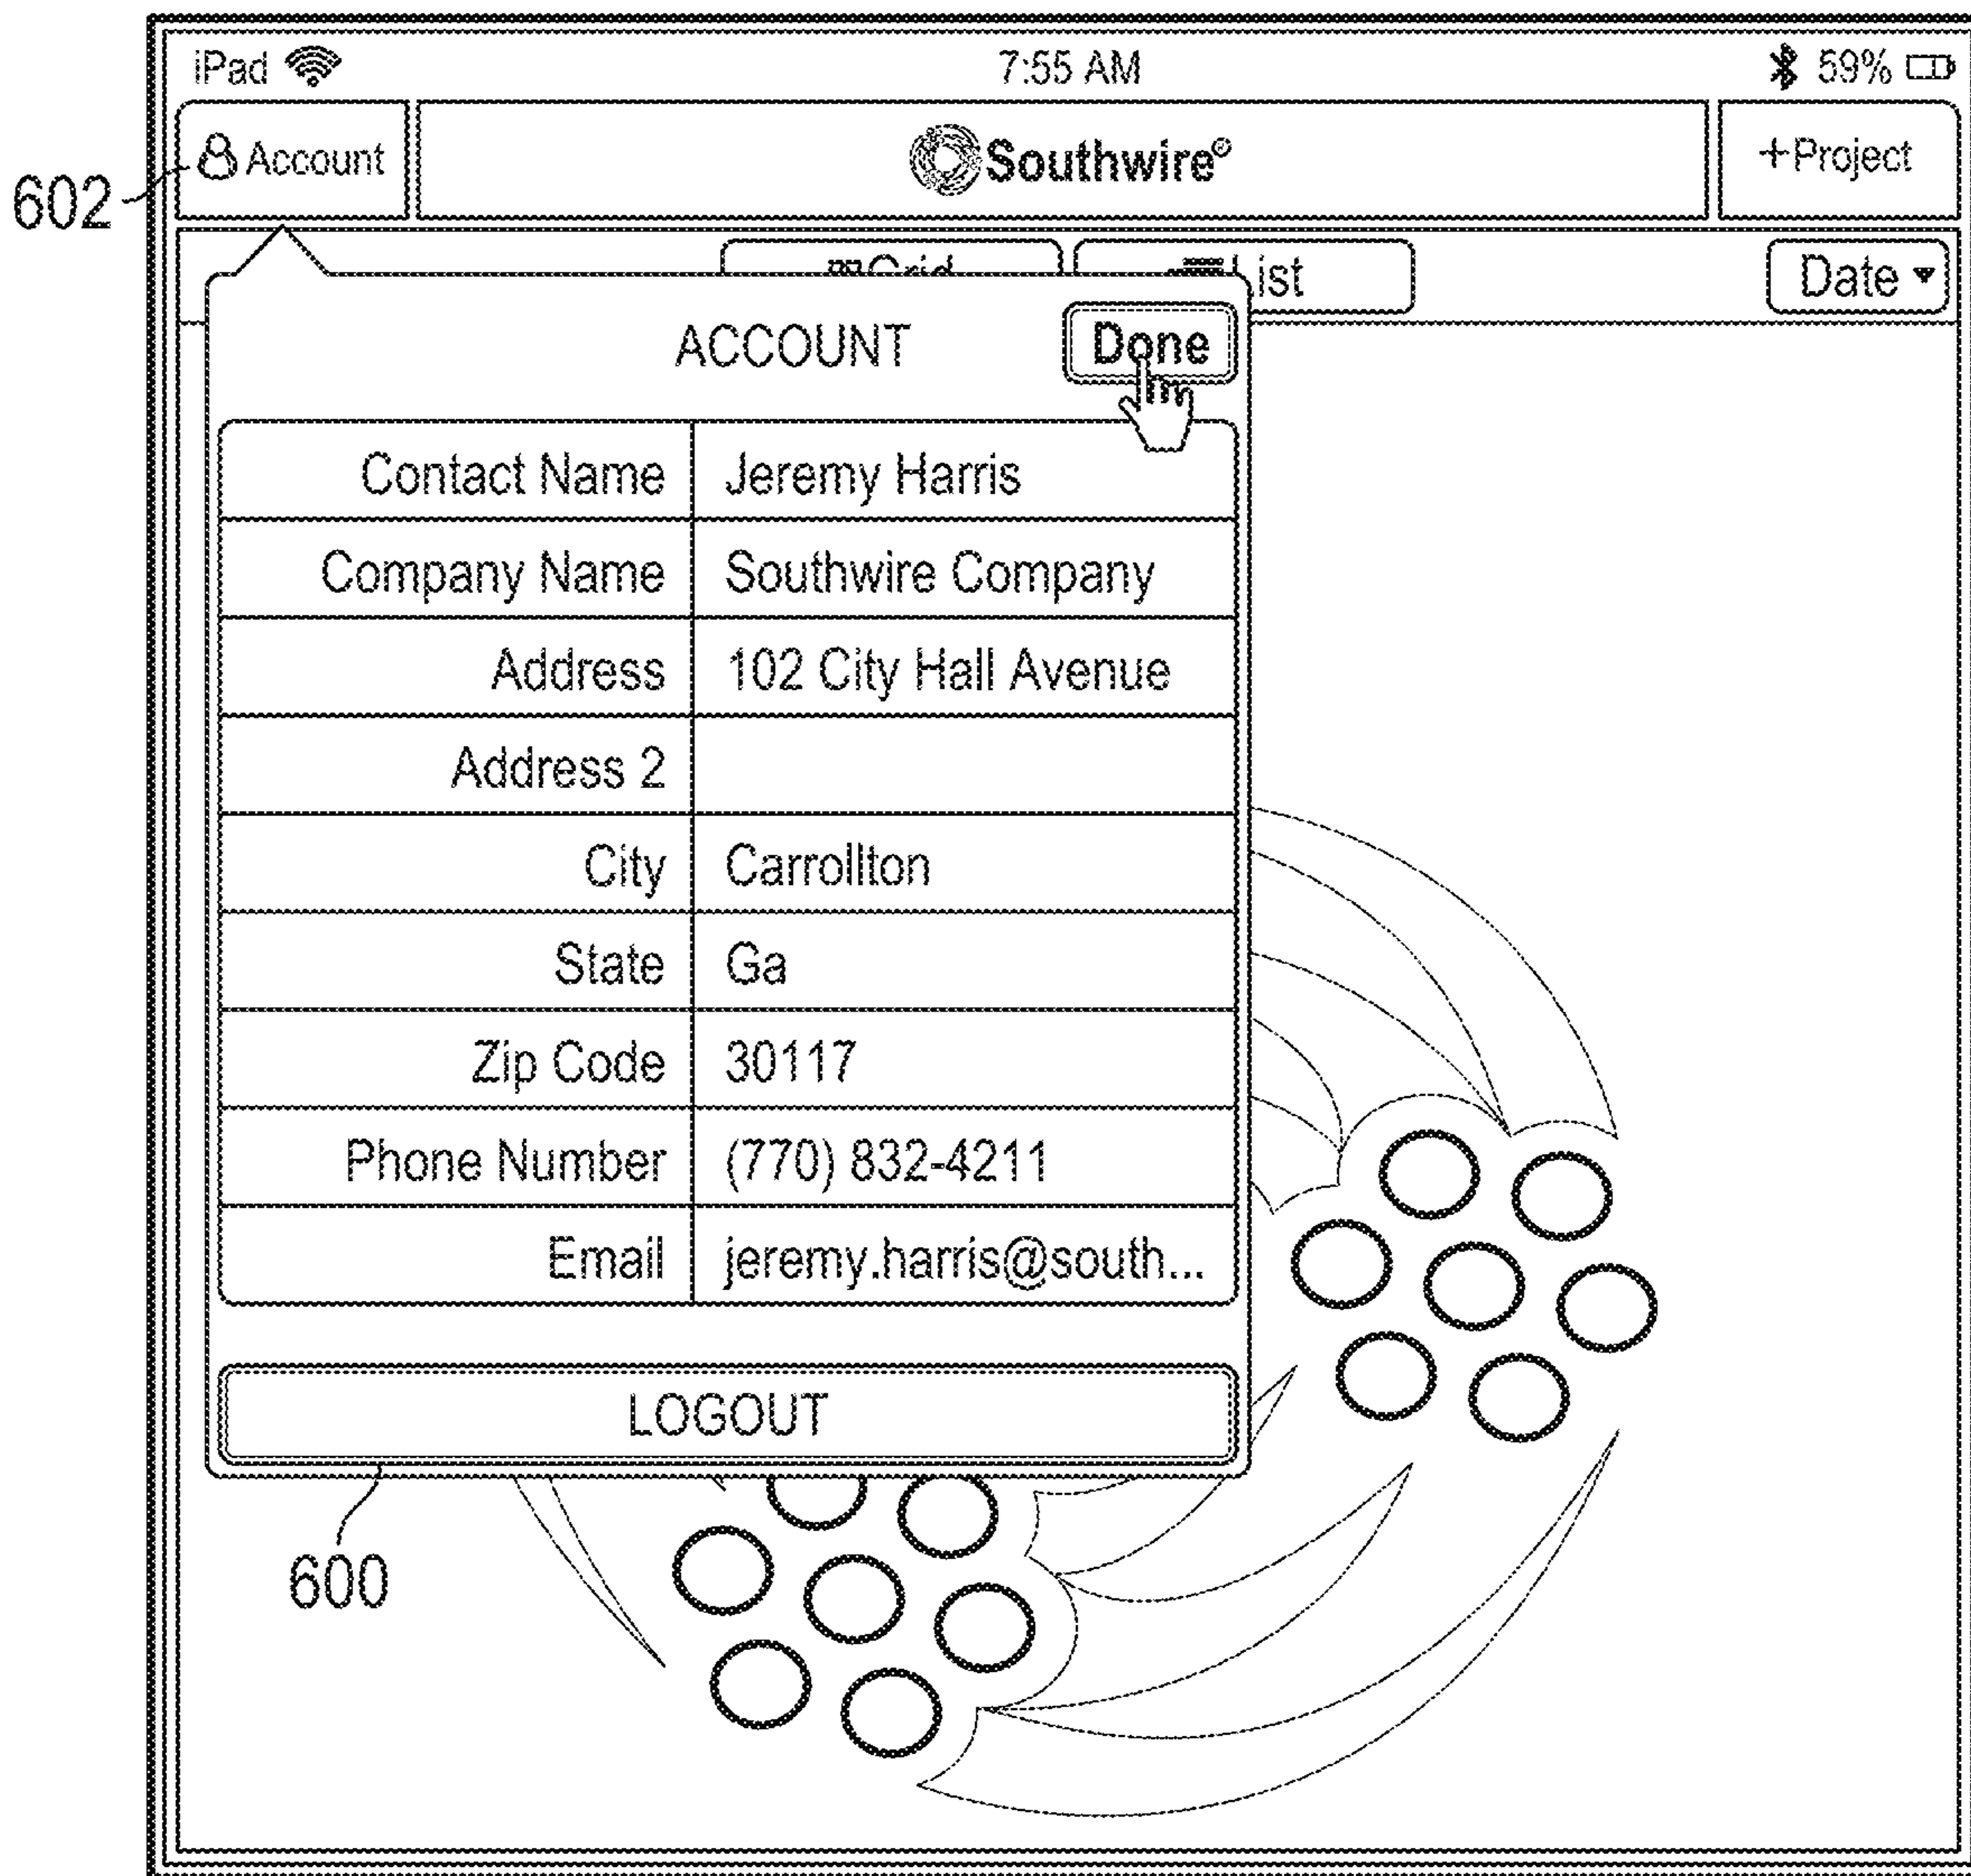 iPad 7:55 AM 59%
602 Account Southwire® +Project
Grid List Date
ACCOUNT Done
Contact Name Jeremy Harris
Company Name Southwire Company
Address 102 City Hall Avenue
Address 2
City Carrollton
State Ga
Zip Code 30117
Phone Number (770) 832-4211
Email jeremy.harris@south...
LOGOUT
600